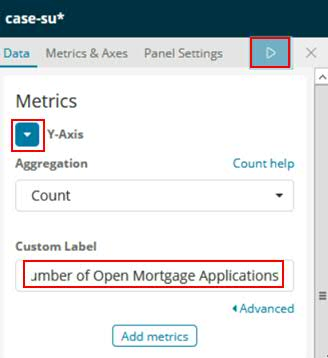 case-su*
Data Metrics & Axes Panel Settings
Metrics
Y-Axis
Aggregation Count help
Count
Custom Label
of Open Mortgage Applications
Advanced
Add metrics